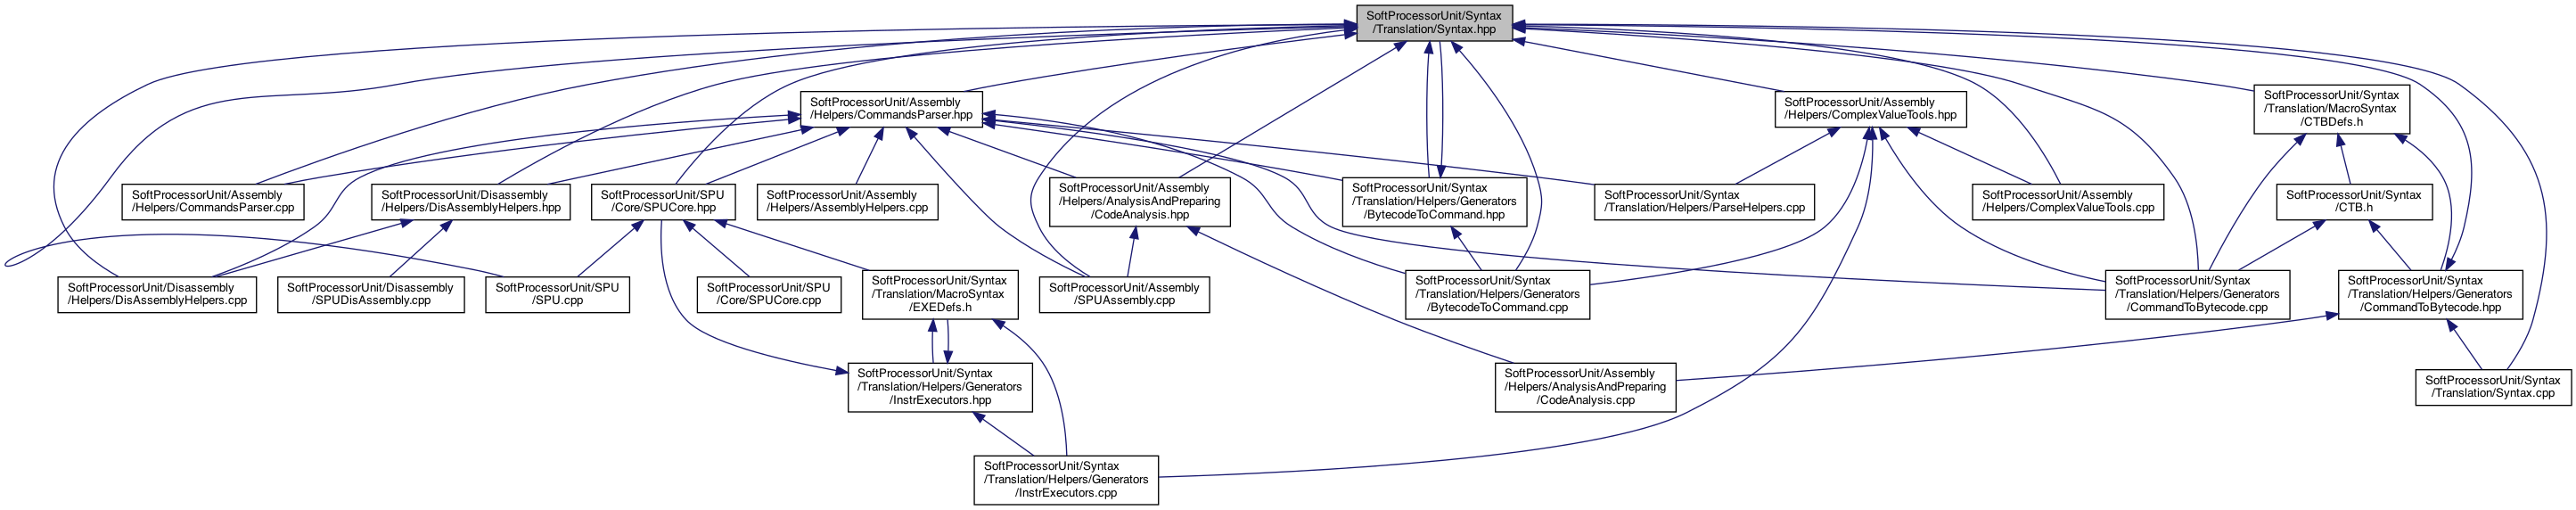 SoftProcessorUnit/Syntax
/Translation/Syntax.hpp
SoftProcessorUnit/Assembly
/Helpers/CommandsParser.hpp
SoftProcessorUnit/Assembly
/Helpers/ComplexValueTools.hpp
SoftProcessorUnit/Syntax
/Translation/MacroSyntax
/CTBDefs.h
SoftProcessorUnit/Assembly
/Helpers/CommandsParser.cpp
SoftProcessorUnit/Disassembly
/Helpers/DisAssemblyHelpers.hpp
SoftProcessorUnit/SPU
/Core/SPUCore.hpp
SoftProcessorUnit/Assembly
/Helpers/AssemblyHelpers.cpp
SoftProcessorUnit/Assembly
/Helpers/AnalysisAndPreparing
/CodeAnalysis.hpp
SoftProcessorUnit/Syntax
/Translation/Helpers/Generators
/BytecodeToCommand.hpp
SoftProcessorUnit/Syntax
/Translation/Helpers/ParseHelpers.cpp
SoftProcessorUnit/Assembly
/Helpers/ComplexValueTools.cpp
SoftProcessorUnit/Syntax
/CTB.h
SoftProcessorUnit/Disassembly
/Helpers/DisAssemblyHelpers.cpp
SoftProcessorUnit/Disassembly
/SPUDisAssembly.cpp
SoftProcessorUnit/SPU
/SPU.cpp
SoftProcessorUnit/SPU
/Core/SPUCore.cpp
SoftProcessorUnit/Syntax
/Translation/MacroSyntax
/EXEDefs.h
SoftProcessorUnit/Assembly
/SPUAssembly.cpp
SoftProcessorUnit/Syntax
/Translation/Helpers/Generators
/BytecodeToCommand.cpp
SoftProcessorUnit/Syntax
/Translation/Helpers/Generators
/CommandToBytecode.cpp
SoftProcessorUnit/Syntax
/Translation/Helpers/Generators
/CommandToBytecode.hpp
SoftProcessorUnit/Syntax
/Translation/Helpers/Generators
/InstrExecutors.hpp
SoftProcessorUnit/Assembly
/Helpers/AnalysisAndPreparing
/CodeAnalysis.cpp
SoftProcessorUnit/Syntax
/Translation/Syntax.cpp
SoftProcessorUnit/Syntax
/Translation/Helpers/Generators
/InstrExecutors.cpp